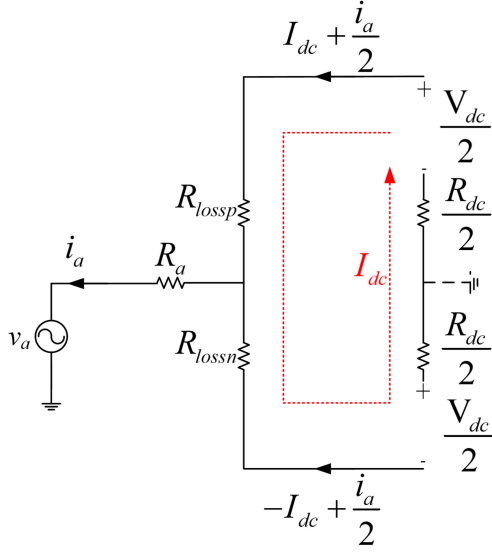 I_dc + i_a/2
+
V_dc/2
-
R_lossp
R_dc/2
i_a
R_a
I_dc
v_a
R_lossn
R_dc/2
+
V_dc/2
-
-I_dc + i_a/2